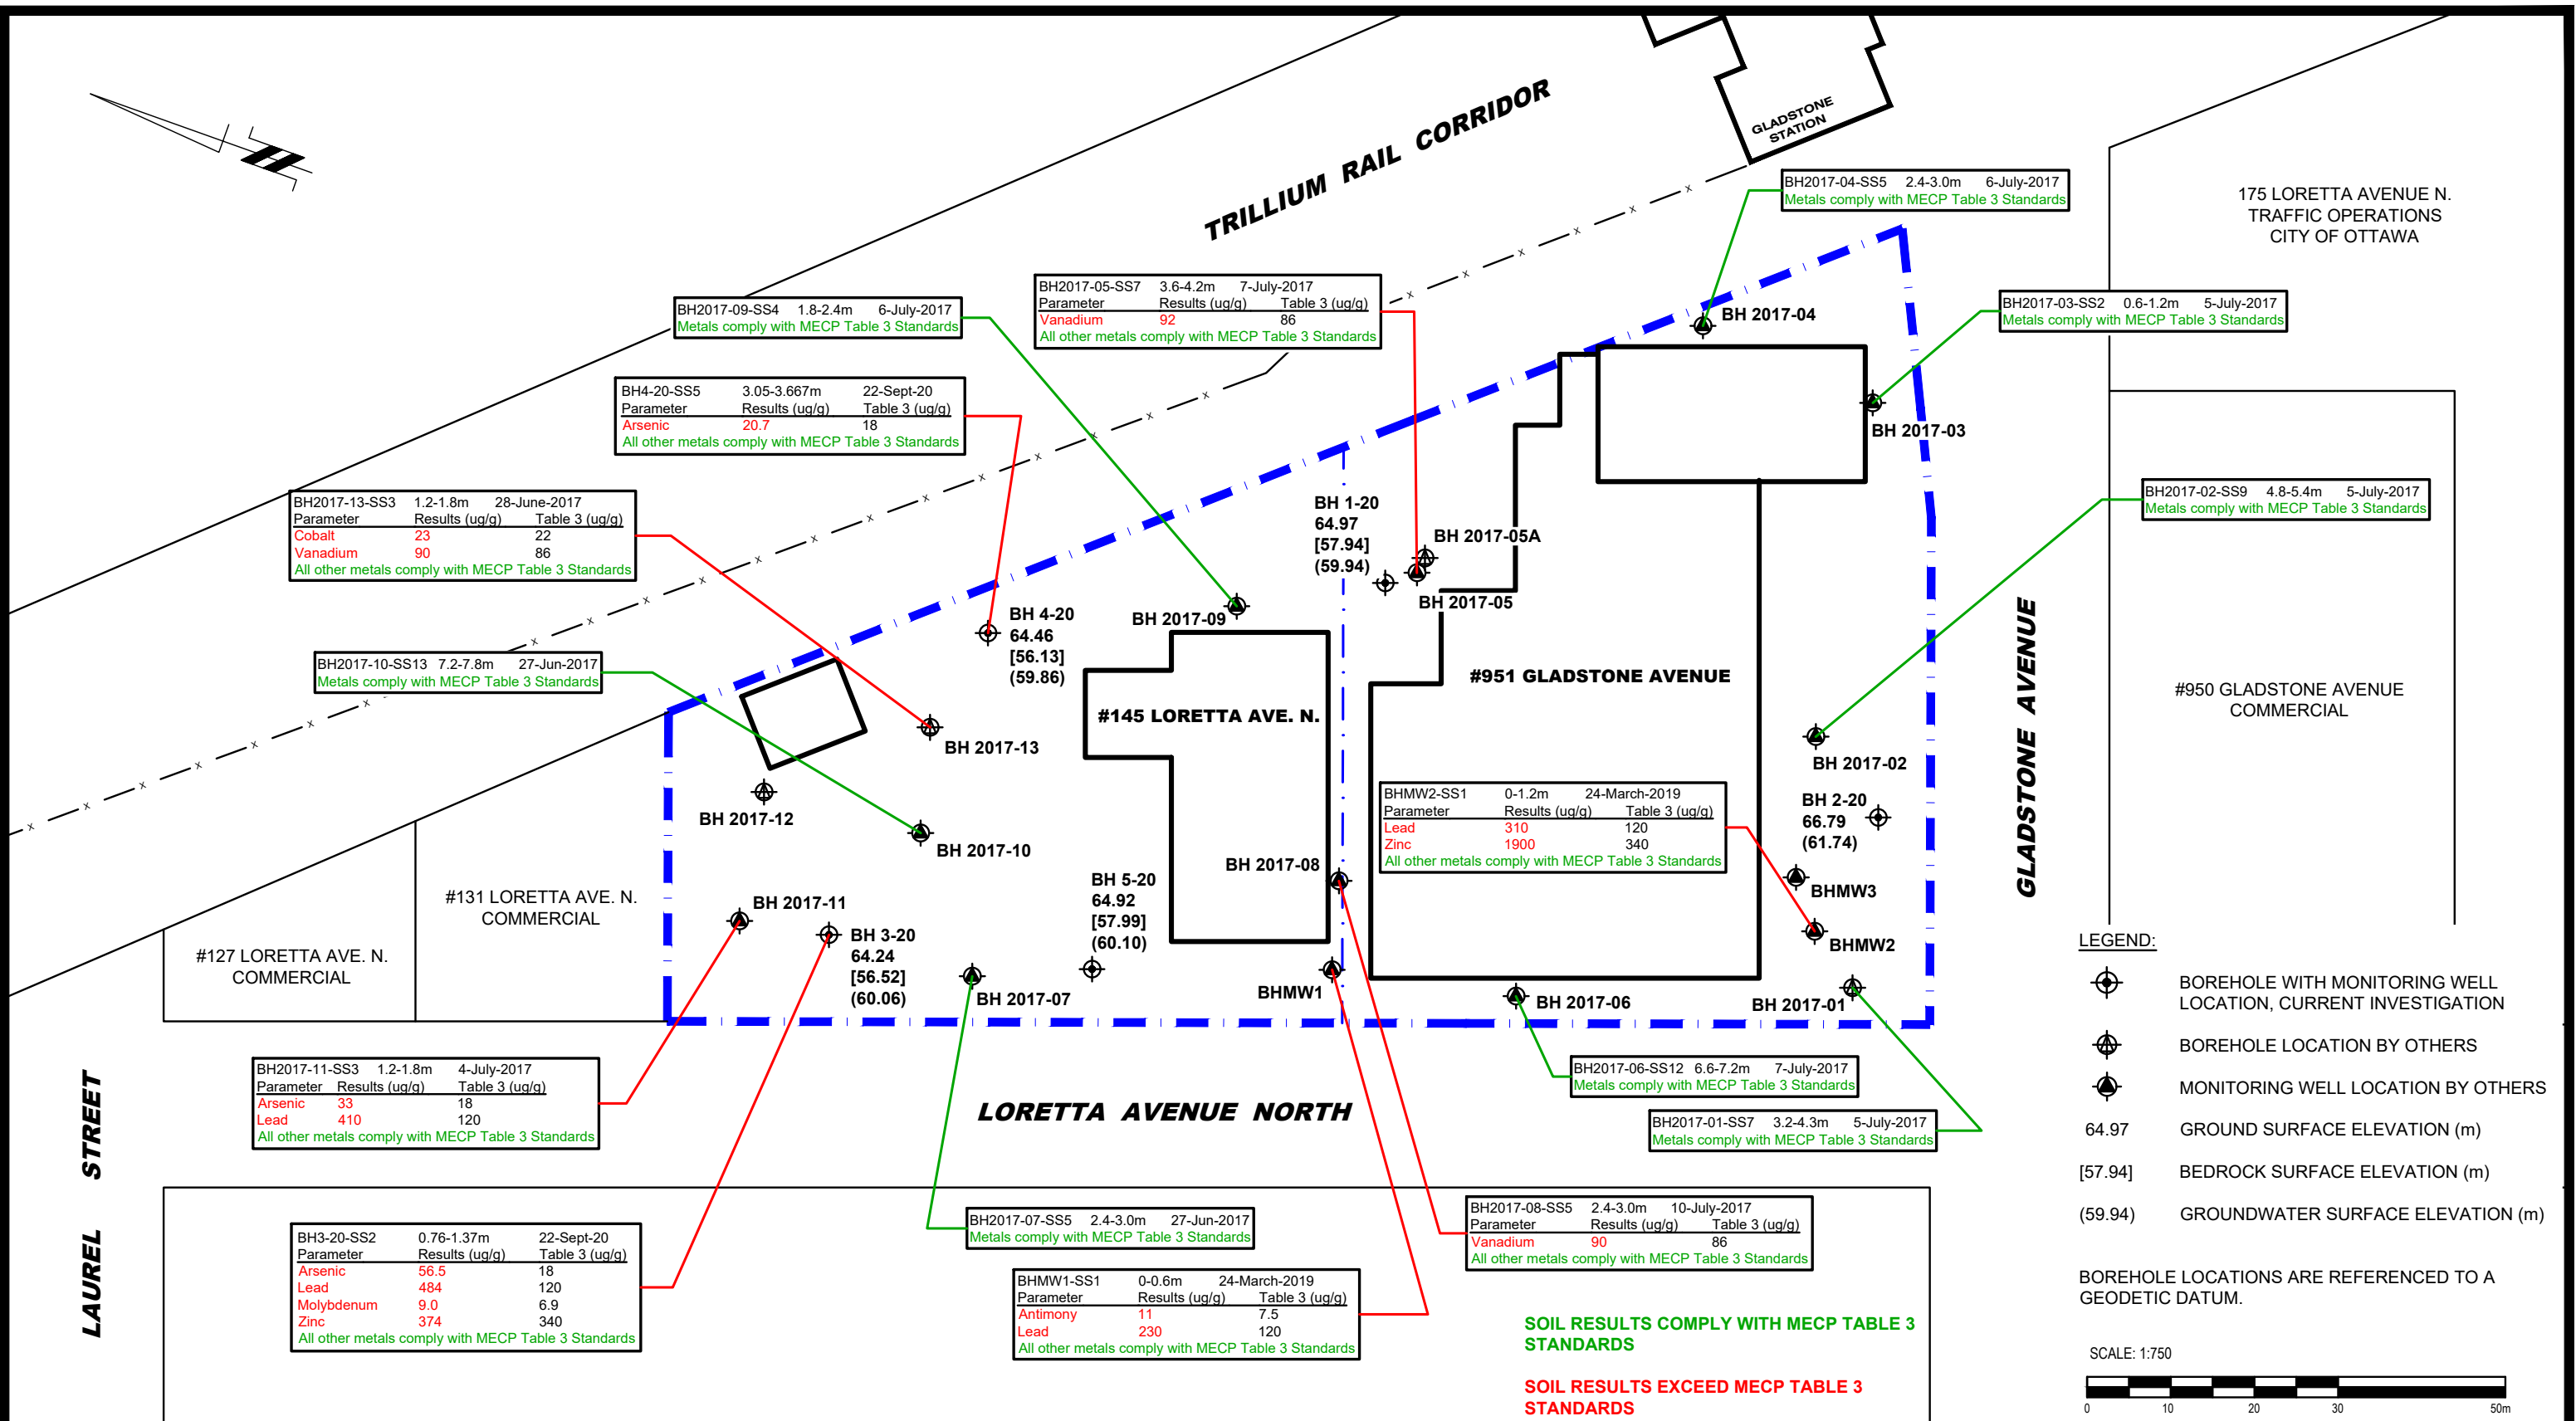 GLADSTONE
STATION
TRILLIUM RAIL CORRIDOR
175 LORETTA AVENUE N.
TRAFFIC OPERATIONS
CITY OF OTTAWA
BH2017-04-SS5 2.4-3.0m 6-July-2017
Metals comply with MECP Table 3 Standards
BH2017-03-SS2 0.6-1.2m 5-July-2017
Metals comply with MECP Table 3 Standards
BH2017-05-SS7 3.6-4.2m 7-July-2017
Parameter Results (ug/g) Table 3 (ug/g)
Vanadium 92 86
All other metals comply with MECP Table 3 Standards
BH2017-09-SS4 1.8-2.4m 6-July-2017
Metals comply with MECP Table 3 Standards
BH4-20-SS5 3.05-3.667m 22-Sept-20
Parameter Results (ug/g) Table 3 (ug/g)
Arsenic 20.7 18
All other metals comply with MECP Table 3 Standards
BH2017-13-SS3 1.2-1.8m 28-June-2017
Parameter Results (ug/g) Table 3 (ug/g)
Cobalt 23 22
Vanadium 90 86
All other metals comply with MECP Table 3 Standards
BH2017-10-SS13 7.2-7.8m 27-Jun-2017
Metals comply with MECP Table 3 Standards
BH2017-02-SS9 4.8-5.4m 5-July-2017
Metals comply with MECP Table 3 Standards
BH 2017-04
BH 2017-03
BH 1-20
64.97
[57.94]
(59.94)
BH 2017-05A
BH 2017-05
BH 2017-09
BH 4-20
64.46
[56.13]
(59.86)
BH 2017-13
BH 2017-12
BH 2017-10
#145 LORETTA AVE. N.
#951 GLADSTONE AVENUE
GLADSTONE AVENUE
#950 GLADSTONE AVENUE
COMMERCIAL
BH 2017-02
BH 2-20
66.79
(61.74)
BHMW2-SS1 0-1.2m 24-March-2019
Parameter Results (ug/g) Table 3 (ug/g)
Lead 310 120
Zinc 1900 340
All other metals comply with MECP Table 3 Standards
BHMW3
BHMW2
BH 2017-08
BH 5-20
64.92
[57.99]
(60.10)
BH 2017-11
BH 3-20
64.24
[56.52]
(60.06)
BH 2017-07
BHMW1
BH 2017-06
BH 2017-01
#131 LORETTA AVE. N.
COMMERCIAL
#127 LORETTA AVE. N.
COMMERCIAL
LAUREL STREET
LORETTA AVENUE NORTH
BH2017-11-SS3 1.2-1.8m 4-July-2017
Parameter Results (ug/g) Table 3 (ug/g)
Arsenic 33 18
Lead 410 120
All other metals comply with MECP Table 3 Standards
BH2017-06-SS12 6.6-7.2m 7-July-2017
Metals comply with MECP Table 3 Standards
BH2017-01-SS7 3.2-4.3m 5-July-2017
Metals comply with MECP Table 3 Standards
BH3-20-SS2 0.76-1.37m 22-Sept-20
Parameter Results (ug/g) Table 3 (ug/g)
Arsenic 56.5 18
Lead 484 120
Molybdenum 9.0 6.9
Zinc 374 340
All other metals comply with MECP Table 3 Standards
BH2017-07-SS5 2.4-3.0m 27-Jun-2017
Metals comply with MECP Table 3 Standards
BH2017-08-SS5 2.4-3.0m 10-July-2017
Parameter Results (ug/g) Table 3 (ug/g)
Vanadium 90 86
All other metals comply with MECP Table 3 Standards
BHMW1-SS1 0-0.6m 24-March-2019
Parameter Results (ug/g) Table 3 (ug/g)
Antimony 11 7.5
Lead 230 120
All other metals comply with MECP Table 3 Standards
SOIL RESULTS COMPLY WITH MECP TABLE 3
STANDARDS
SOIL RESULTS EXCEED MECP TABLE 3
STANDARDS
LEGEND:
BOREHOLE WITH MONITORING WELL
LOCATION, CURRENT INVESTIGATION
BOREHOLE LOCATION BY OTHERS
MONITORING WELL LOCATION BY OTHERS
64.97 GROUND SURFACE ELEVATION (m)
[57.94] BEDROCK SURFACE ELEVATION (m)
(59.94) GROUNDWATER SURFACE ELEVATION (m)
BOREHOLE LOCATIONS ARE REFERENCED TO A
GEODETIC DATUM.
SCALE: 1:750
0 10 20 30 50m